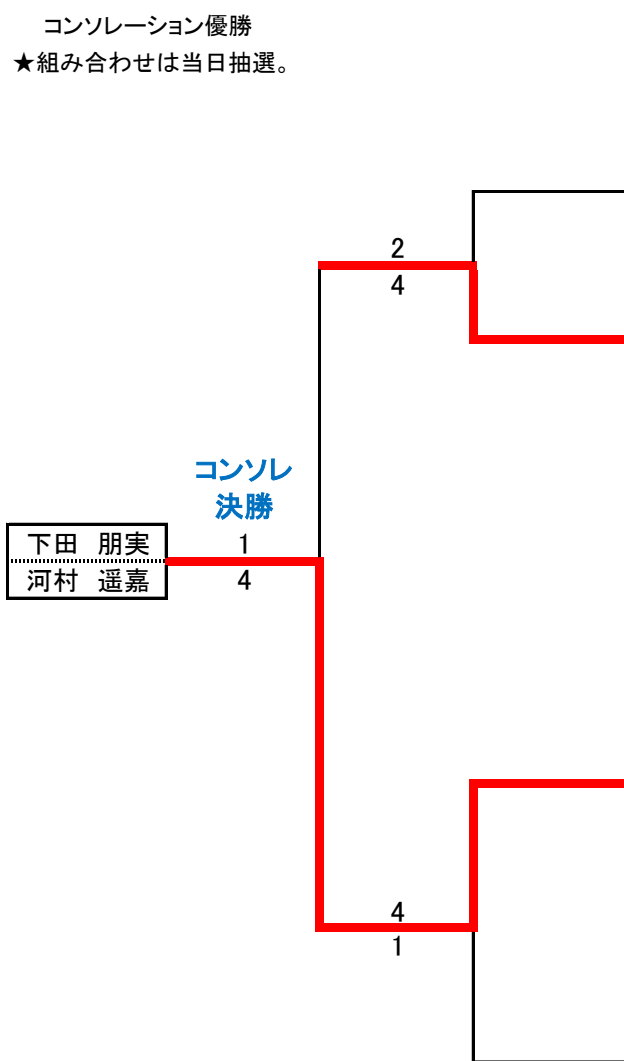 コンソレーション優勝
★組み合わせは当日抽選。
2
4
コンソレ
決勝
下田 朋実
1
河村 遥嘉
4
4
1